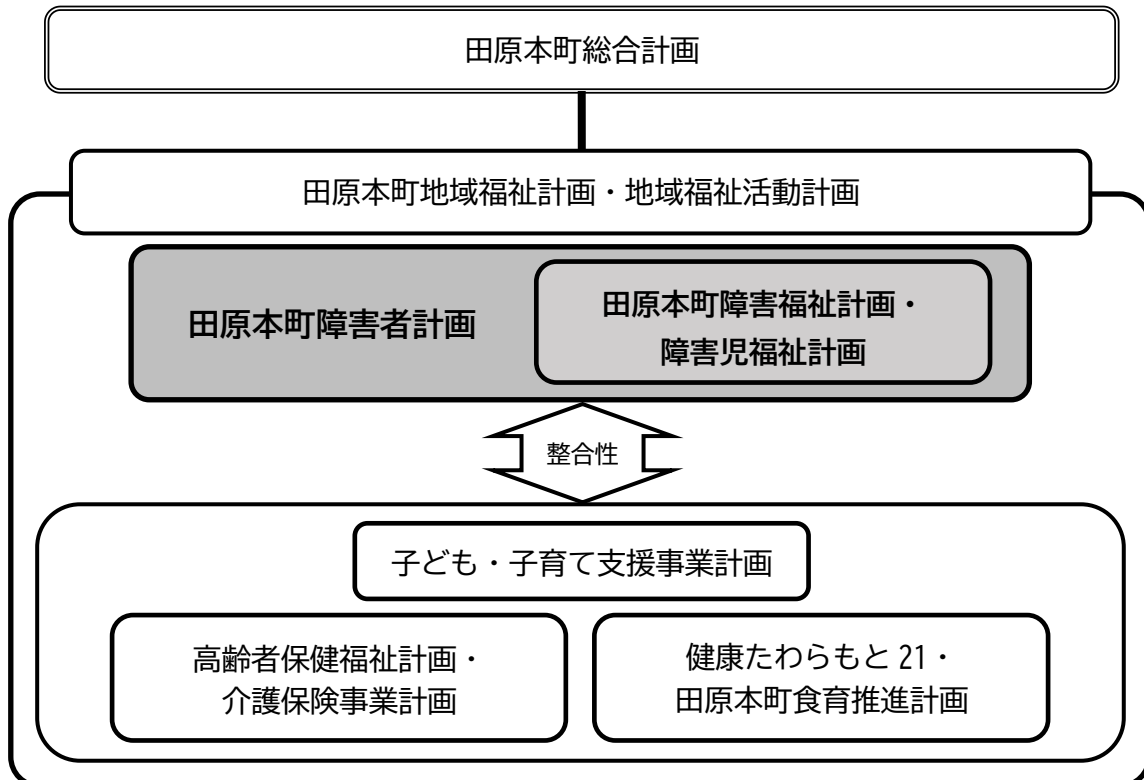 田原本町総合計画
田原本町地域福祉計画・地域福祉活動計画
田原本町障害者計画
田原本町障害福祉計画・
障害児福祉計画
整合性
子ども・子育て支援事業計画
高齢者保健福祉計画・
介護保険事業計画
健康たわらもと 21・
田原本町食育推進計画